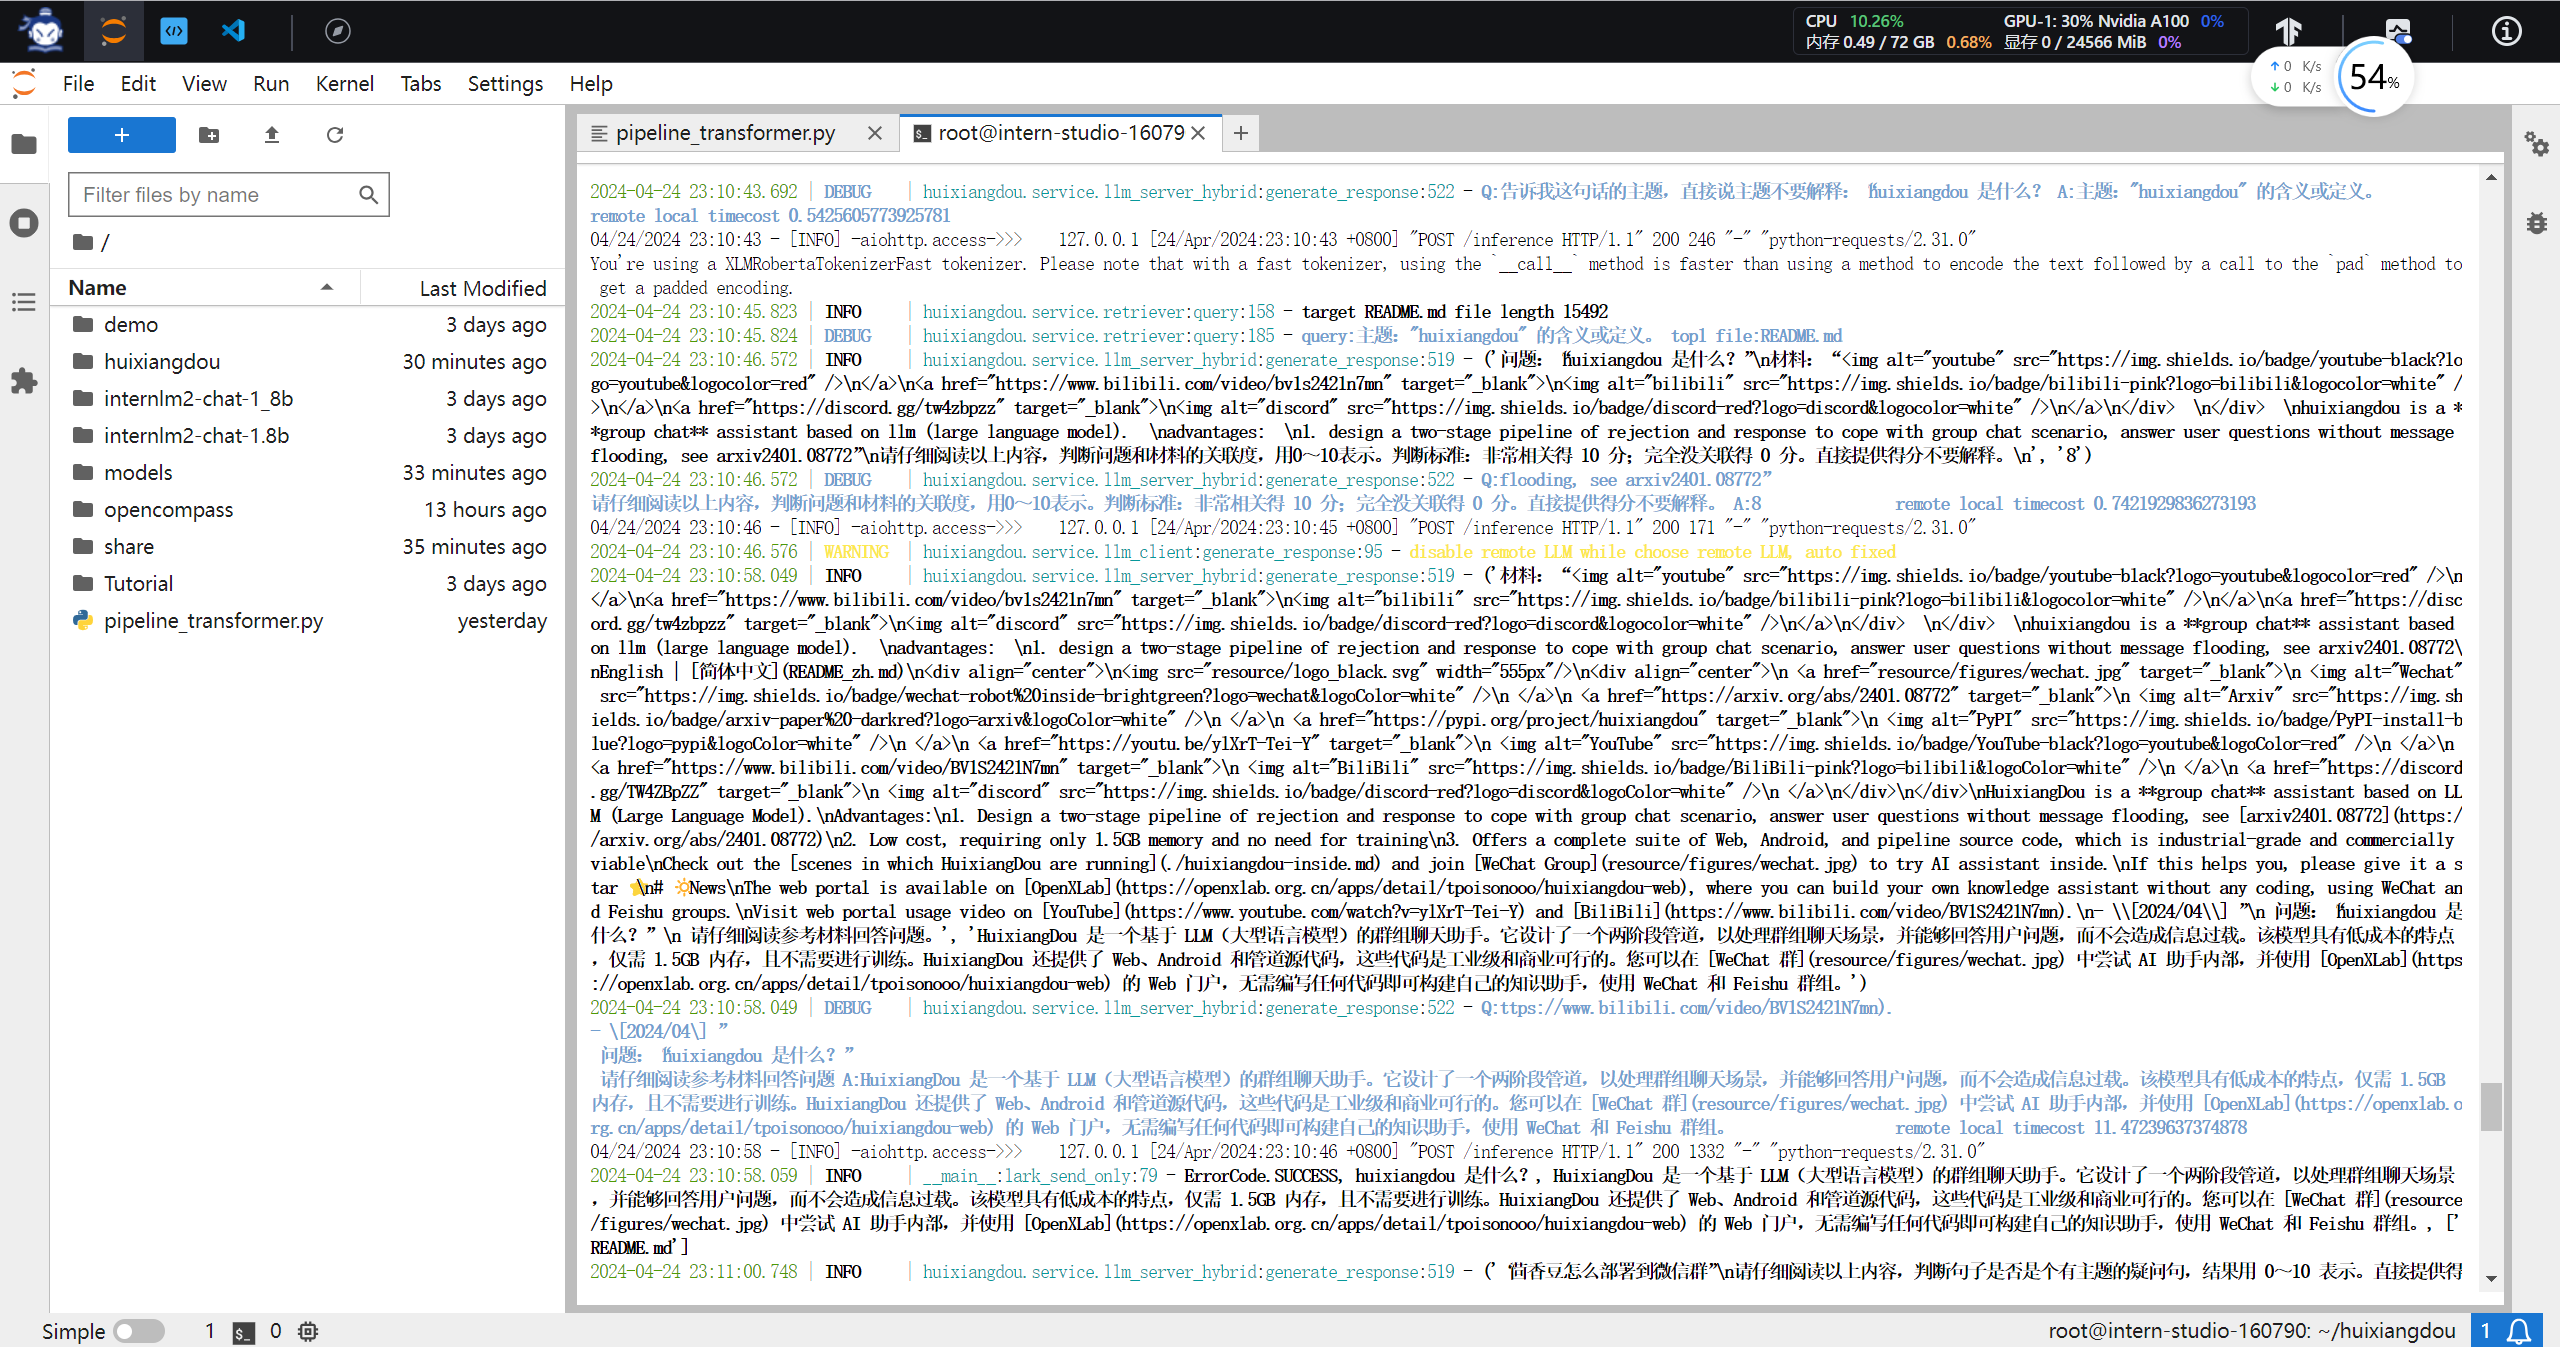 CPU 10.26% GPU-1: 30% Nvidia A100 0%
内存 0.49 / 72 GB 0.68% 显存 0 / 24566 MiB 0%
↑ 0 K/s
↓ 0 K/s
54%
File Edit View Run Kernel Tabs Settings Help
+
Filter files by name
/
Name Last Modified
demo 3 days ago
huixiangdou 30 minutes ago
internlm2-chat-1_8b 3 days ago
internlm2-chat-1.8b 3 days ago
models 33 minutes ago
opencompass 13 hours ago
share 35 minutes ago
Tutorial 3 days ago
pipeline_transformer.py yesterday
pipeline_transformer.py root@intern-studio-16079
2024-04-24 23:10:43.692 | DEBUG | huixiangdou.service.llm_server_hybrid:generate_response:522 - Q:告诉我这句话的主题，直接说主题不要解释：“huixiangdou 是什么？ A:主题："huixiangdou" 的含义或定义。
remote local timecost 0.5425605773925781
04/24/2024 23:10:43 - [INFO] -aiohttp.access->>> 127.0.0.1 [24/Apr/2024:23:10:43 +0800] "POST /inference HTTP/1.1" 200 246 "-" "python-requests/2.31.0"
You're using a XLMRobertaTokenizerFast tokenizer. Please note that with a fast tokenizer, using the `__call__` method is faster than using a method to encode the text followed by a call to the `pad` method to
get a padded encoding.
2024-04-24 23:10:45.823 | INFO | huixiangdou.service.retriever:query:158 - target README.md file length 15492
2024-04-24 23:10:45.824 | DEBUG | huixiangdou.service.retriever:query:185 - query:主题："huixiangdou" 的含义或定义。 top1 file:README.md
2024-04-24 23:10:46.572 | INFO | huixiangdou.service.llm_server_hybrid:generate_response:519 - ('问题：“huixiangdou 是什么？”\n材料：“<img alt="youtube" src="https://img.shields.io/badge/youtube-black?lo
go=youtube&logocolor=red" />\n</a>\n<a href="https://www.bilibili.com/video/bv1s2421n7mn" target="_blank">\n<img alt="bilibili" src="https://img.shields.io/badge/bilibili-pink?logo=bilibili&logocolor=white" /
>\n</a>\n<a href="https://discord.gg/tw4zbpzz" target="_blank">\n<img alt="discord" src="https://img.shields.io/badge/discord-red?logo=discord&logocolor=white" />\n</a>\n</div>  \n</div>  \nhuixiangdou is a *
*group chat** assistant based on llm (large language model).  \nadvantages:  \n1. design a two-stage pipeline of rejection and response to cope with group chat scenario, answer user questions without message
flooding, see arxiv2401.08772”\n请仔细阅读以上内容，判断问题和材料的关联度，用0～10表示。判断标准：非常相关得 10 分；完全没关联得 0 分。直接提供得分不要解释。\n', '8')
2024-04-24 23:10:46.572 | DEBUG | huixiangdou.service.llm_server_hybrid:generate_response:522 - Q:flooding, see arxiv2401.08772”
请仔细阅读以上内容，判断问题和材料的关联度，用0～10表示。判断标准：非常相关得 10 分；完全没关联得 0 分。直接提供得分不要解释。 A:8 remote local timecost 0.7421929836273193
04/24/2024 23:10:46 - [INFO] -aiohttp.access->>> 127.0.0.1 [24/Apr/2024:23:10:45 +0800] "POST /inference HTTP/1.1" 200 171 "-" "python-requests/2.31.0"
2024-04-24 23:10:46.576 | WARNING | huixiangdou.service.llm_client:generate_response:95 - disable remote LLM while choose remote LLM, auto fixed
2024-04-24 23:10:58.049 | INFO | huixiangdou.service.llm_server_hybrid:generate_response:519 - ('材料：“<img alt="youtube" src="https://img.shields.io/badge/youtube-black?logo=youtube&logocolor=red" />\n
</a>\n<a href="https://www.bilibili.com/video/bv1s2421n7mn" target="_blank">\n<img alt="bilibili" src="https://img.shields.io/badge/bilibili-pink?logo=bilibili&logocolor=white" />\n</a>\n<a href="https://disc
ord.gg/tw4zbpzz" target="_blank">\n<img alt="discord" src="https://img.shields.io/badge/discord-red?logo=discord&logocolor=white" />\n</a>\n</div>  \n</div>  \nhuixiangdou is a **group chat** assistant based
on llm (large language model).  \nadvantages:  \n1. design a two-stage pipeline of rejection and response to cope with group chat scenario, answer user questions without message flooding, see arxiv2401.08772\
nEnglish | [简体中文](README_zh.md)\n<div align="center">\n<img src="resource/logo_black.svg" width="555px"/>\n<div align="center">\n <a href="resource/figures/wechat.jpg" target="_blank">\n <img alt="Wechat"
src="https://img.shields.io/badge/wechat-robot%20inside-brightgreen?logo=wechat&logoColor=white" />\n </a>\n <a href="https://arxiv.org/abs/2401.08772" target="_blank">\n <img alt="Arxiv" src="https://img.sh
ields.io/badge/arxiv-paper%20-darkred?logo=arxiv&logoColor=white" />\n </a>\n <a href="https://pypi.org/project/huixiangdou" target="_blank">\n <img alt="PyPI" src="https://img.shields.io/badge/PyPI-install-b
lue?logo=pypi&logoColor=white" />\n </a>\n <a href="https://youtu.be/ylXrT-Tei-Y" target="_blank">\n <img alt="YouTube" src="https://img.shields.io/badge/YouTube-black?logo=youtube&logoColor=red" />\n </a>\n
<a href="https://www.bilibili.com/video/BV1S2421N7mn" target="_blank">\n <img alt="BiliBili" src="https://img.shields.io/badge/BiliBili-pink?logo=bilibili&logoColor=white" />\n </a>\n <a href="https://discord
.gg/TW4ZBpZZ" target="_blank">\n <img alt="discord" src="https://img.shields.io/badge/discord-red?logo=discord&logoColor=white" />\n </a>\n</div>\n</div>\nHuixiangDou is a **group chat** assistant based on LL
M (Large Language Model).\nAdvantages:\n1. Design a two-stage pipeline of rejection and response to cope with group chat scenario, answer user questions without message flooding, see [arxiv2401.08772](https:/
/arxiv.org/abs/2401.08772)\n2. Low cost, requiring only 1.5GB memory and no need for training\n3. Offers a complete suite of Web, Android, and pipeline source code, which is industrial-grade and commercially
viable\nCheck out the [scenes in which HuixiangDou are running](./huixiangdou-inside.md) and join [WeChat Group](resource/figures/wechat.jpg) to try AI assistant inside.\nIf this helps you, please give it a s
tar ⭐\n# 🔆News\nThe web portal is available on [OpenXLab](https://openxlab.org.cn/apps/detail/tpoisonooo/huixiangdou-web), where you can build your own knowledge assistant without any coding, using WeChat an
d Feishu groups.\nVisit web portal usage video on [YouTube](https://www.youtube.com/watch?v=ylXrT-Tei-Y) and [BiliBili](https://www.bilibili.com/video/BV1S2421N7mn).\n- \\[2024/04\\] ”\n 问题：“huixiangdou 是
什么？”\n 请仔细阅读参考材料回答问题。', 'HuixiangDou 是一个基于 LLM（大型语言模型）的群组聊天助手。它设计了一个两阶段管道，以处理群组聊天场景，并能够回答用户问题，而不会造成信息过载。该模型具有低成本的特点
，仅需 1.5GB 内存，且不需要进行训练。HuixiangDou 还提供了 Web、Android 和管道源代码，这些代码是工业级和商业可行的。您可以在 [WeChat 群](resource/figures/wechat.jpg) 中尝试 AI 助手内部，并使用 [OpenXLab](https
://openxlab.org.cn/apps/detail/tpoisonooo/huixiangdou-web) 的 Web 门户，无需编写任何代码即可构建自己的知识助手，使用 WeChat 和 Feishu 群组。')
2024-04-24 23:10:58.049 | DEBUG | huixiangdou.service.llm_server_hybrid:generate_response:522 - Q:ttps://www.bilibili.com/video/BV1S2421N7mn).
- \[2024/04\] ”
问题：“huixiangdou 是什么？”
请仔细阅读参考材料回答问题 A:HuixiangDou 是一个基于 LLM（大型语言模型）的群组聊天助手。它设计了一个两阶段管道，以处理群组聊天场景，并能够回答用户问题，而不会造成信息过载。该模型具有低成本的特点，仅需 1.5GB
内存，且不需要进行训练。HuixiangDou 还提供了 Web、Android 和管道源代码，这些代码是工业级和商业可行的。您可以在 [WeChat 群](resource/figures/wechat.jpg) 中尝试 AI 助手内部，并使用 [OpenXLab](https://openxlab.o
rg.cn/apps/detail/tpoisonooo/huixiangdou-web) 的 Web 门户，无需编写任何代码即可构建自己的知识助手，使用 WeChat 和 Feishu 群组。 remote local timecost 11.47239637374878
04/24/2024 23:10:58 - [INFO] -aiohttp.access->>> 127.0.0.1 [24/Apr/2024:23:10:46 +0800] "POST /inference HTTP/1.1" 200 1332 "-" "python-requests/2.31.0"
2024-04-24 23:10:58.059 | INFO | __main__:lark_send_only:79 - ErrorCode.SUCCESS, huixiangdou 是什么？, HuixiangDou 是一个基于 LLM（大型语言模型）的群组聊天助手。它设计了一个两阶段管道，以处理群组聊天场景
，并能够回答用户问题，而不会造成信息过载。该模型具有低成本的特点，仅需 1.5GB 内存，且不需要进行训练。HuixiangDou 还提供了 Web、Android 和管道源代码，这些代码是工业级和商业可行的。您可以在 [WeChat 群](resource
/figures/wechat.jpg) 中尝试 AI 助手内部，并使用 [OpenXLab](https://openxlab.org.cn/apps/detail/tpoisonooo/huixiangdou-web) 的 Web 门户，无需编写任何代码即可构建自己的知识助手，使用 WeChat 和 Feishu 群组。, ['
README.md']
2024-04-24 23:11:00.748 | INFO | huixiangdou.service.llm_server_hybrid:generate_response:519 - ('“茴香豆怎么部署到微信群”\n请仔细阅读以上内容，判断句子是否是个有主题的疑问句，结果用 0～10 表示。直接提供得
Simple 1 0 root@intern-studio-160790: ~/huixiangdou 1